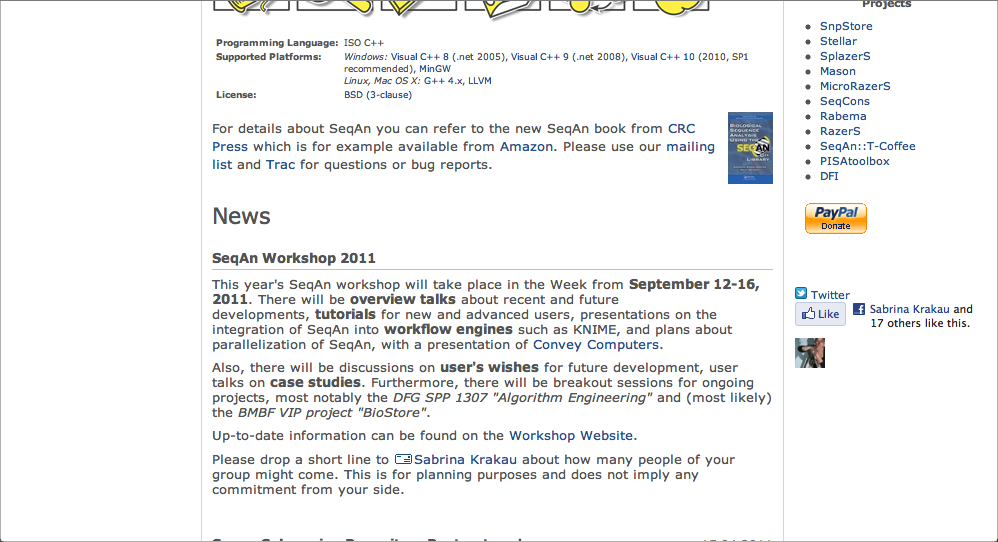 Programming Language: ISO C++
Supported Platforms: Windows: Visual C++ 8 (.net 2005), Visual C++ 9 (.net 2008), Visual C++ 10 (2010, SP1
recommended), MinGW
Linux, Mac OS X: G++ 4.x, LLVM
License: BSD (3-clause)
For details about SeqAn you can refer to the new SeqAn book from CRC
Press which is for example available from Amazon. Please use our mailing
list and Trac for questions or bug reports.
BIOLOGICAL
SEQUENCE
ANALYSIS
USING THE
SEQAN
C++
LIBRARY
News
SeqAn Workshop 2011
This year's SeqAn workshop will take place in the Week from September 12-16,
2011. There will be overview talks about recent and future
developments, tutorials for new and advanced users, presentations on the
integration of SeqAn into workflow engines such as KNIME, and plans about
parallelization of SeqAn, with a presentation of Convey Computers.
Also, there will be discussions on user's wishes for future development, user
talks on case studies. Furthermore, there will be breakout sessions for ongoing
projects, most notably the DFG SPP 1307 "Algorithm Engineering" and (most likely)
the BMBF VIP project "BioStore".
Up-to-date information can be found on the Workshop Website.
Please drop a short line to Sabrina Krakau about how many people of your
group might come. This is for planning purposes and does not imply any
commitment from your side.
Projects
SnpStore
Stellar
SplazerS
Mason
MicroRazerS
SeqCons
Rabema
RazerS
SeqAn::T-Coffee
PISAtoolbox
DFI
PayPal
Donate
Twitter
Like
Sabrina Krakau and
17 others like this.